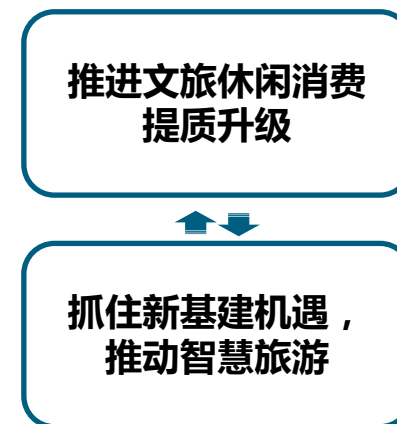 推进文旅休闲消费
提质升级
抓住新基建机遇，
推动智慧旅游